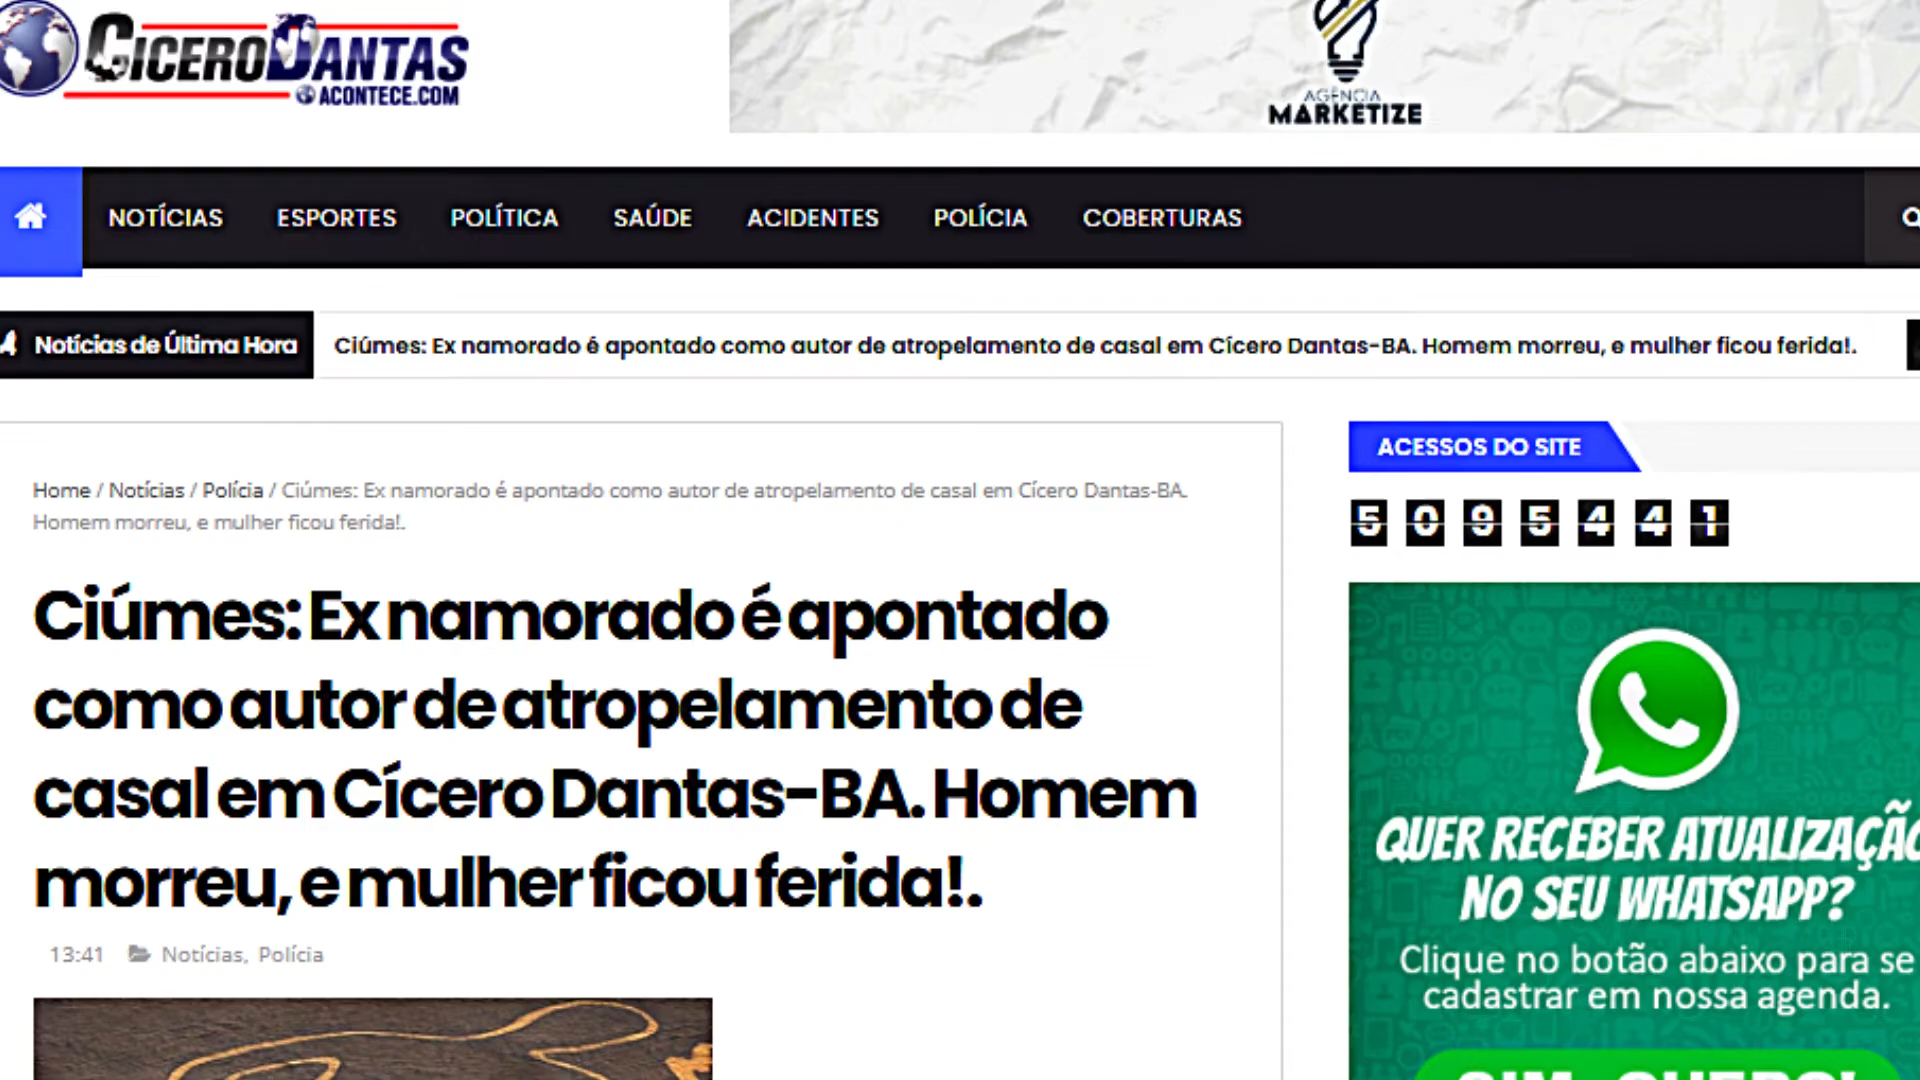 CICERO DANTAS
ACONTECE.COM
AGÊNCIA
MARKETIZE
NOTÍCIAS ESPORTES POLÍTICA SAÚDE ACIDENTES POLÍCIA COBERTURAS
Notícias de Última Hora
Ciúmes: Ex namorado é apontado como autor de atropelamento de casal em Cícero Dantas-BA. Homem morreu, e mulher ficou ferida!.
Home / Notícias / Polícia / Ciúmes: Ex namorado é apontado como autor de atropelamento de casal em Cícero Dantas-BA.
Homem morreu, e mulher ficou ferida!.
Ciúmes: Ex namorado é apontado
como autor de atropelamento de
casal em Cícero Dantas-BA. Homem
morreu, e mulher ficou ferida!.
13:41 Notícias, Polícia
ACESSOS DO SITE
5 0 9 5 4 4 1
QUER RECEBER ATUALIZAÇÃO
NO SEU WHATSAPP?
Clique no botão abaixo para se
cadastrar em nossa agenda.